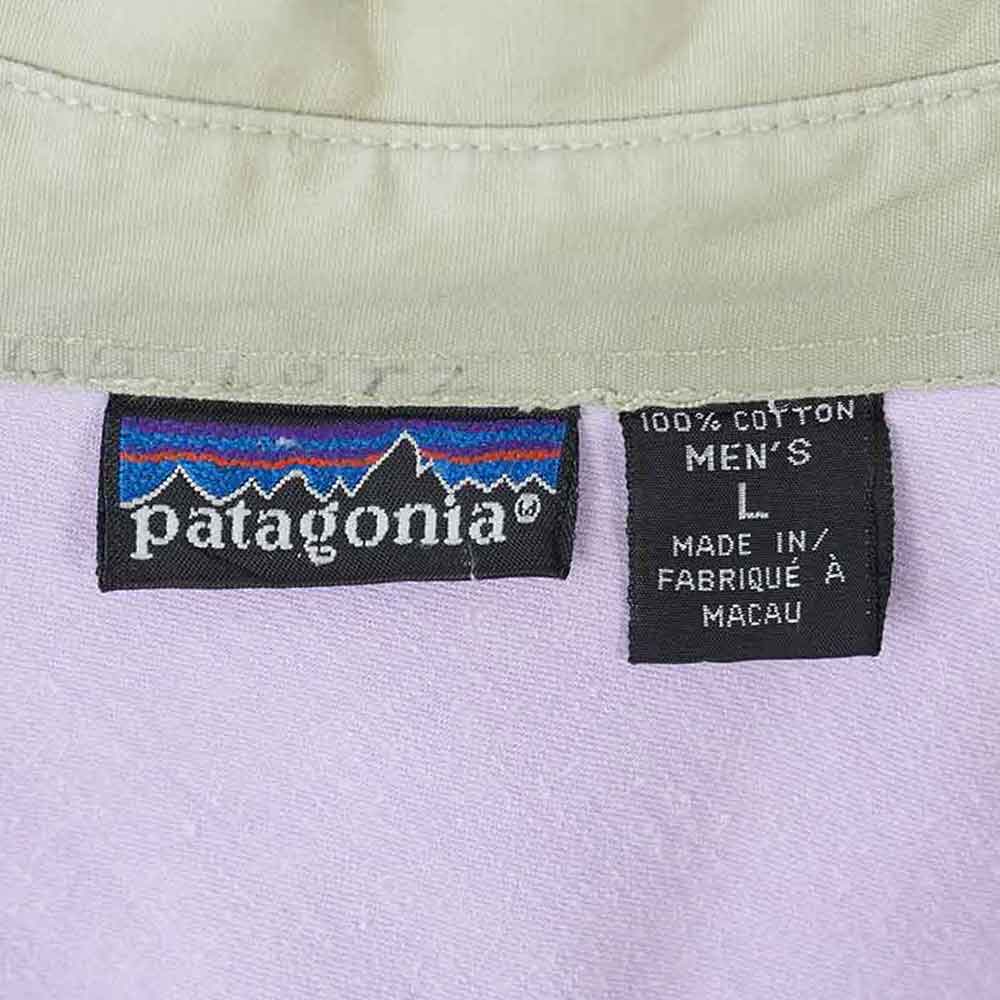 patagonia®
100% COTTON
MEN'S
L
MADE IN/
FABRIQUÉ À
MACAU